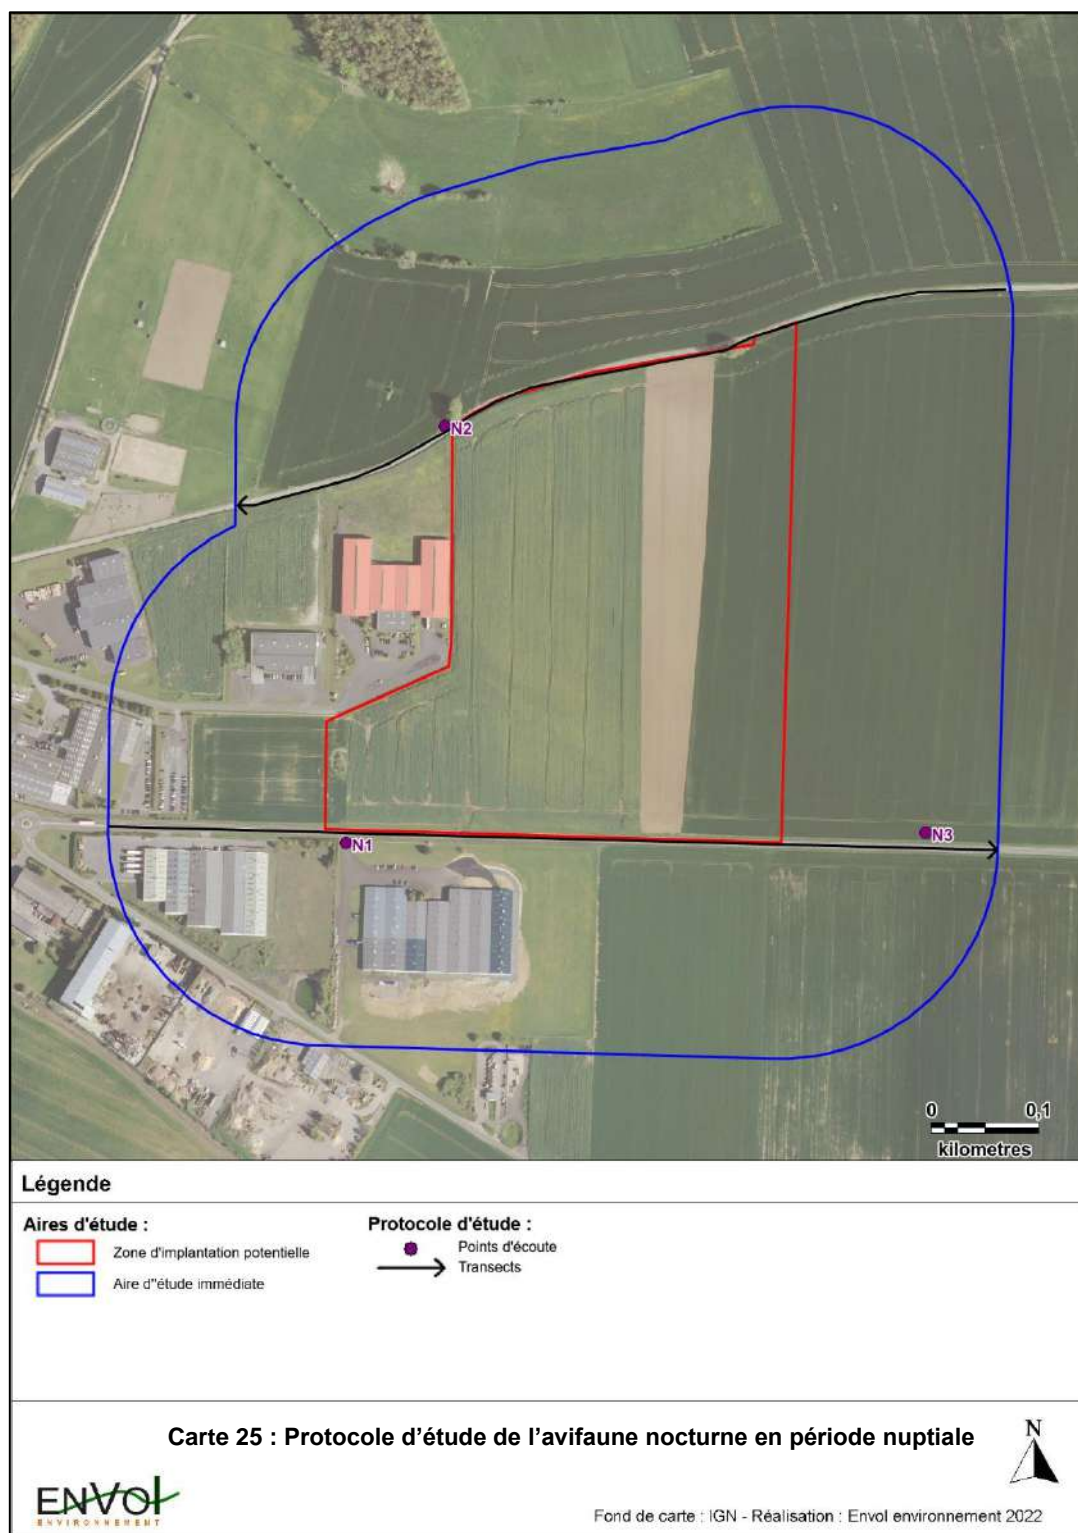 N2
N1
N3
0 0,1
kilometres
Légende
Aires d'étude :
Zone d'implantation potentielle
Aire d''étude immédiate
Protocole d'étude :
Points d'écoute
Transects
Carte 25 : Protocole d’étude de l’avifaune nocturne en période nuptiale
N
ENVOl
ENVIRONNEMENT
Fond de carte : IGN - Réalisation : Envol environnement 2022